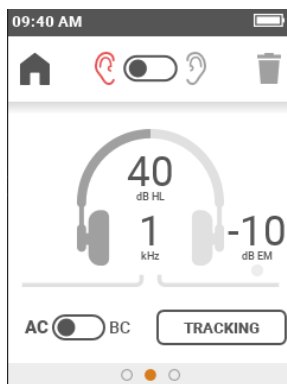 09:40 AM
40
dB HL
1
kHz
-10
dB EM
AC BC
TRACKING